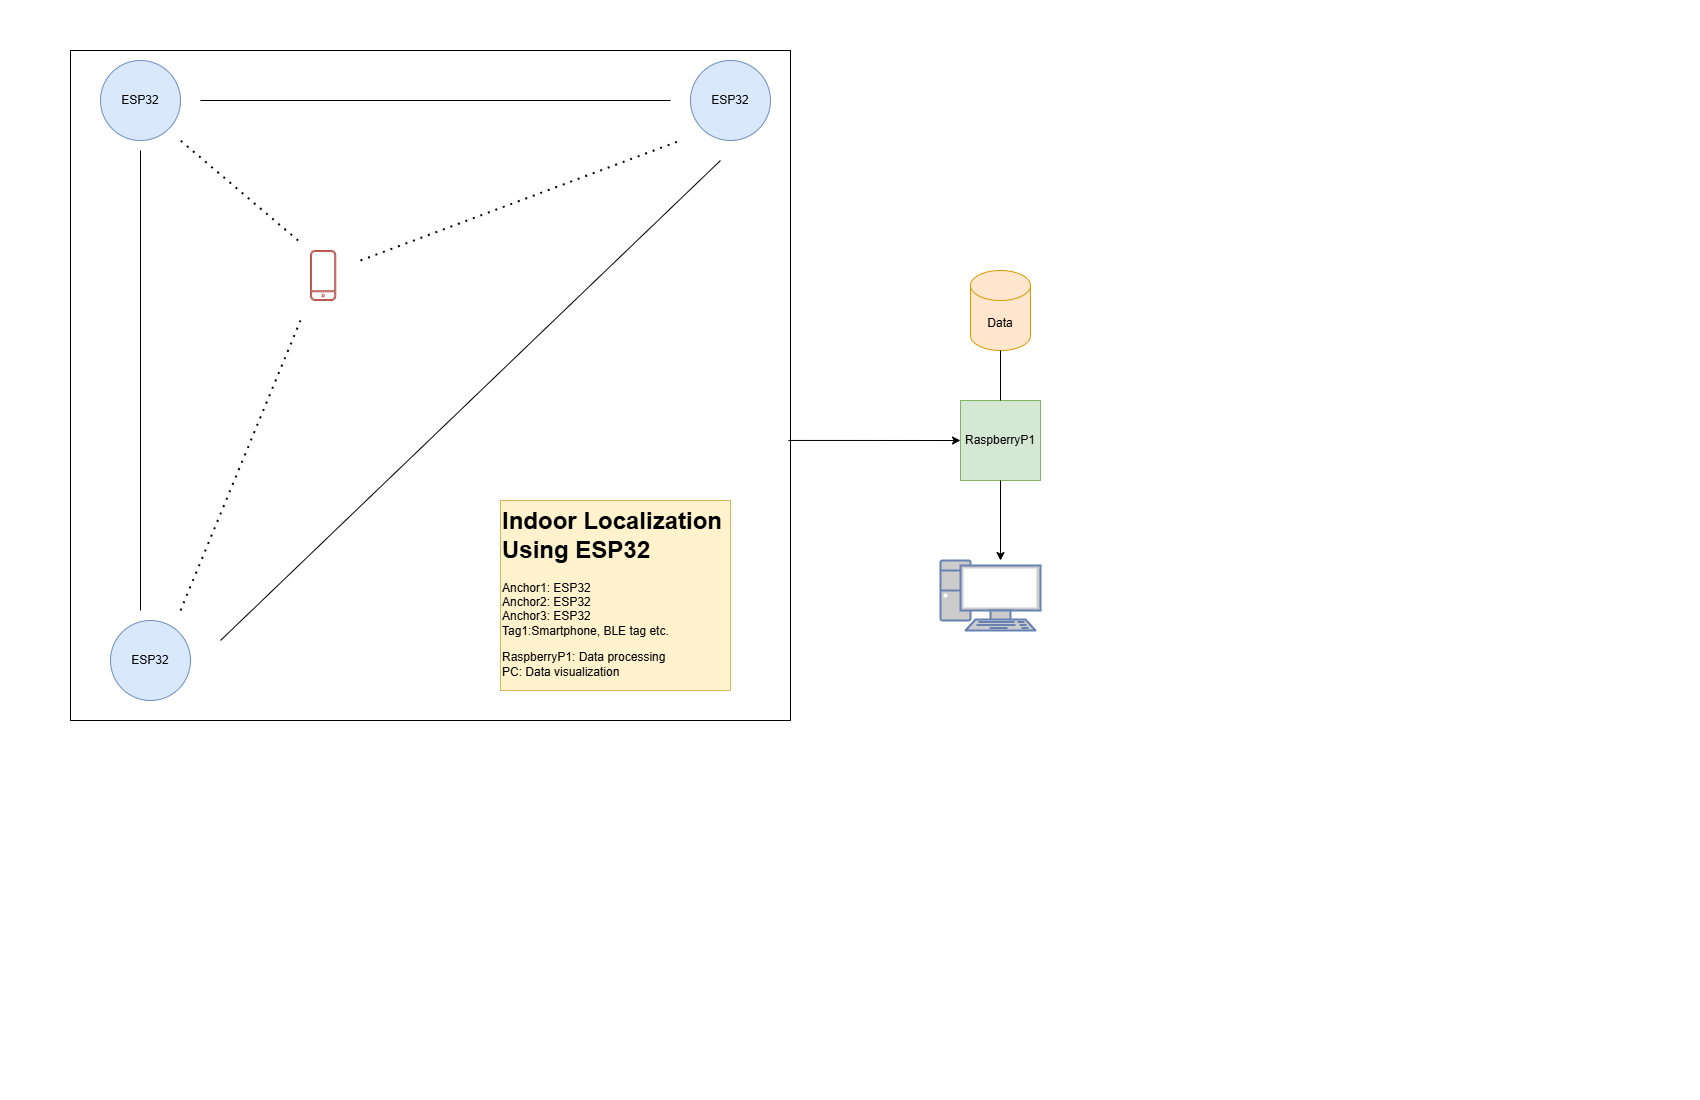 ESP32
ESP32
Data
RaspberryP1
Indoor Localization
Using ESP32
Anchor1: ESP32
Anchor2: ESP32
Anchor3: ESP32
Tag1:Smartphone, BLE tag etc.
RaspberryP1: Data processing
PC: Data visualization
ESP32